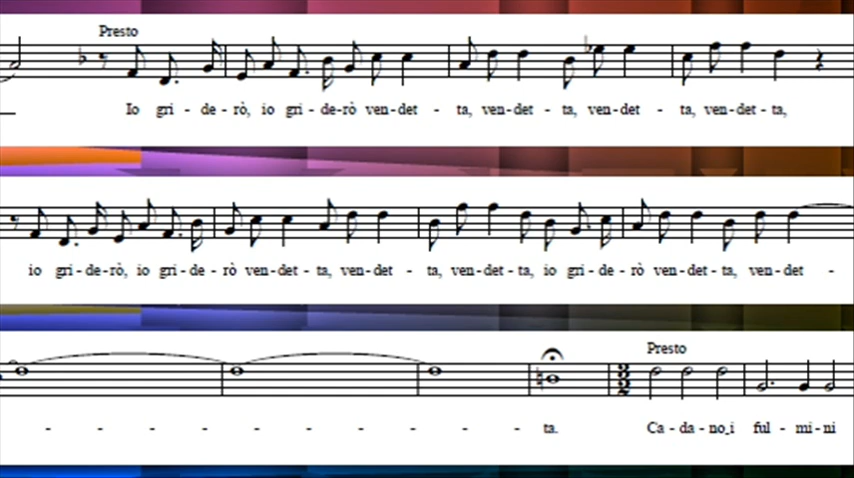 Presto
Io gri - de - rò, io gri - de-rò ven-det - ta, ven-det - ta, ven-det - ta, ven-det-ta,
io gri-de-rò, io gri-de - rò ven-det - ta, ven-det - ta, ven-det-ta, io gri-de - rò ven-det-ta, ven-det -
Presto
- - - - - - - - - - ta. Ca-da-no_i ful-mi-ni